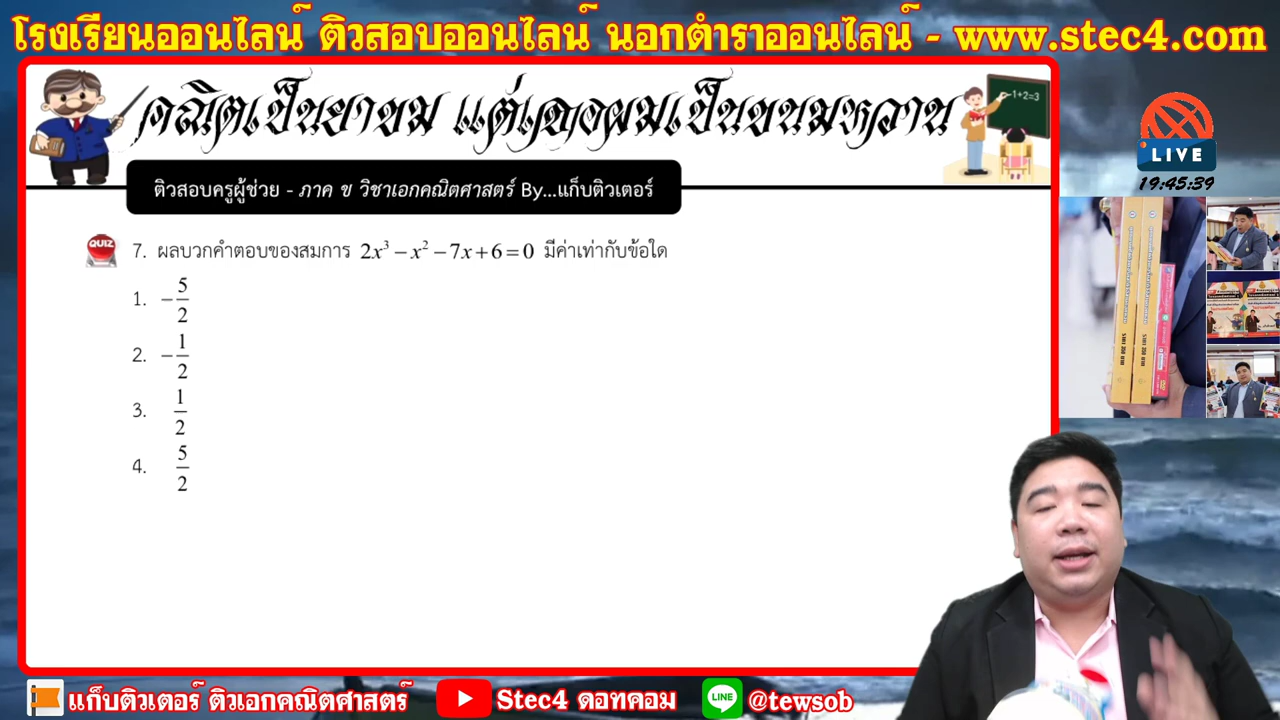 โรงเรียนออนไลน์ ติวสอบออนไลน์ นอกตำราออนไลน์ - www.stec4.com
คณิตเป็นยาขม แต่เจอผมเป็นขนมหวาน
1+2=3
LIVE
19:45:39
ติวสอบครูผู้ช่วย - ภาค ข วิชาเอกคณิตศาสตร์ By...แก็บติวเตอร์
QUIZ
7. ผลบวกคำตอบของสมการ 2x³ − x² − 7x + 6 = 0 มีค่าเท่ากับข้อใด
1. −5/2
2. −1/2
3. 1/2
4. 5/2
แก็บติวเตอร์ ติวเอกคณิตศาสตร์
Stec4 ดอทคอม
LINE
@tewsob